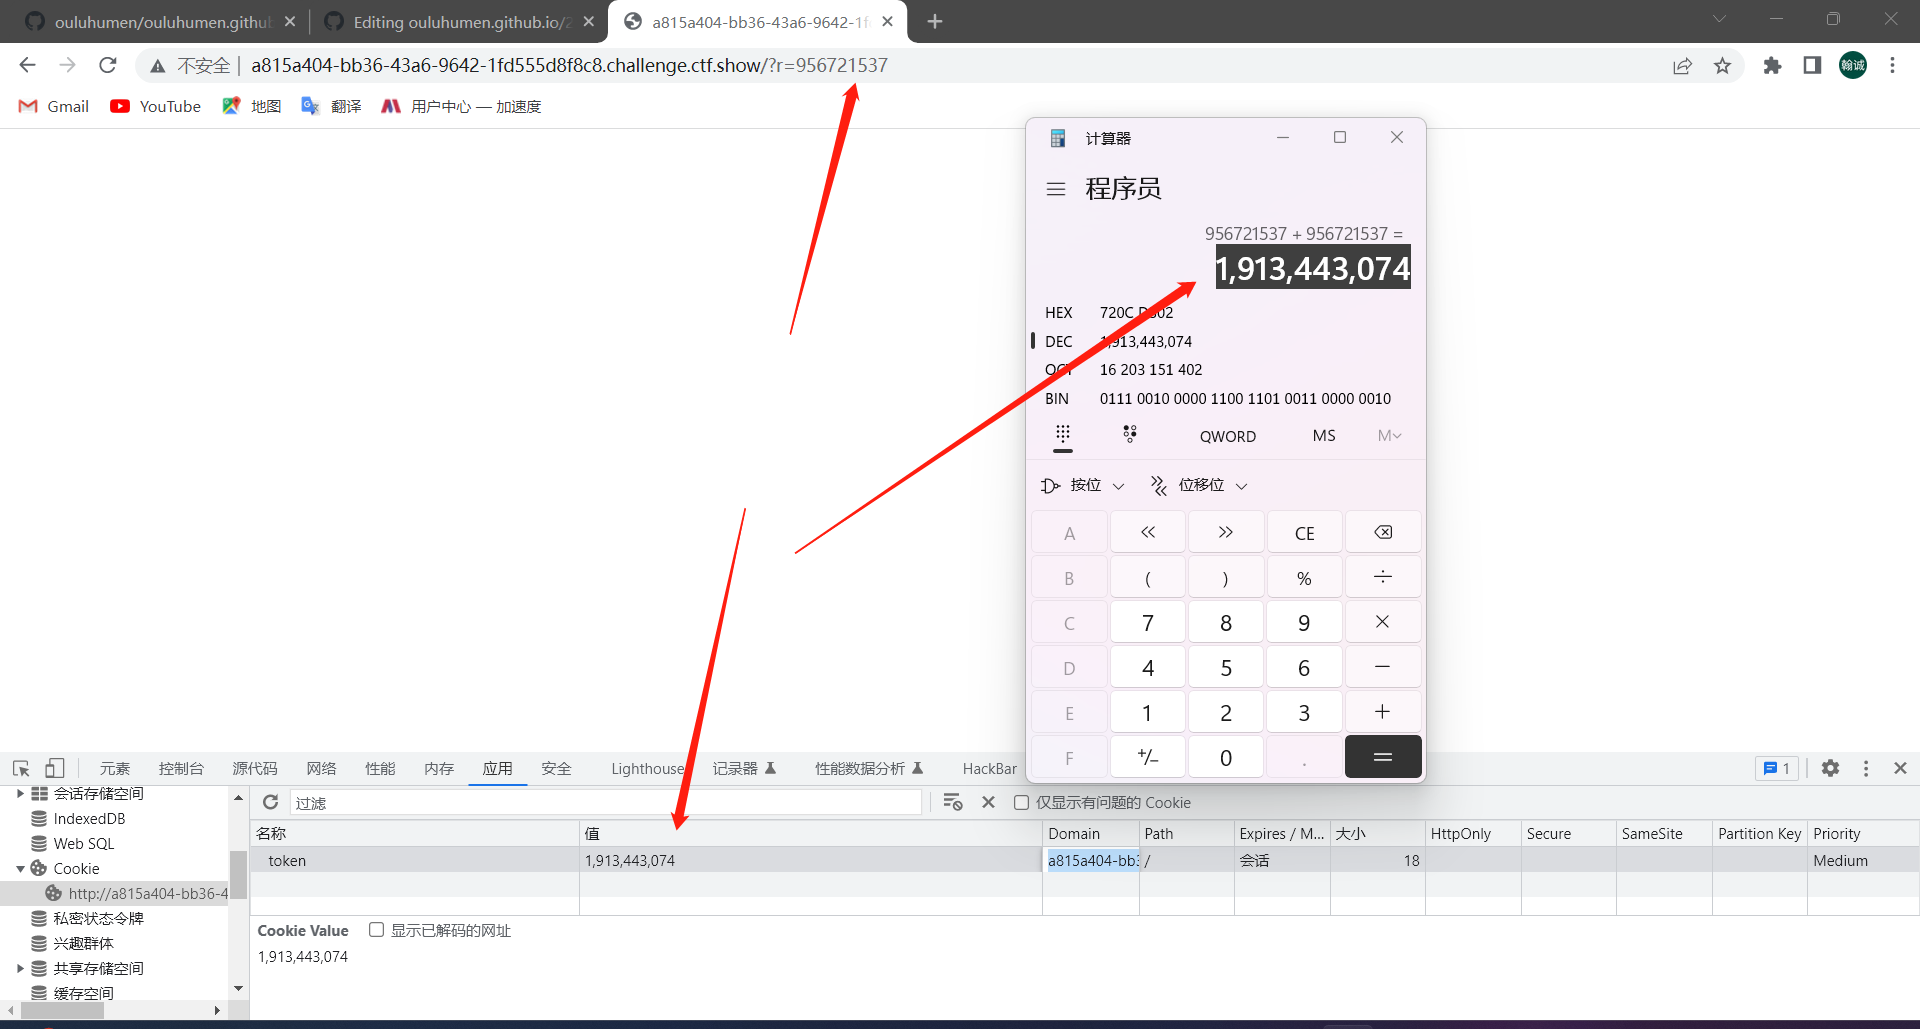 ouluhumen/ouluhumen.github
Editing ouluhumen.github.io/2
a815a404-bb36-43a6-9642-1f
不安全
a815a404-bb36-43a6-9642-1fd555d8f8c8.challenge.ctf.show/?r=956721537
翰诚
Gmail
YouTube
地图
翻译
用户中心 — 加速度
计算器
程序员
956721537 + 956721537 =
1,913,443,074
HEX 720C D302
DEC 1,913,443,074
OCT 16 203 151 402
BIN 0111 0010 0000 1100 1101 0011 0000 0010
QWORD MS M
按位 位移位
A << >> CE
B ( ) % ÷
C 7 8 9 ×
D 4 5 6 −
E 1 2 3 +
F +/− 0 . =
元素 控制台 源代码 网络 性能 内存 应用 安全 Lighthouse 记录器 性能数据分析 HackBar 1
会话存储空间
IndexedDB
Web SQL
Cookie
http://a815a404-bb36-4
私密状态令牌
兴趣群体
共享存储空间
缓存空间
过滤
仅显示有问题的 Cookie
名称 值 Domain Path Expires / M... 大小 HttpOnly Secure SameSite Partition Key Priority
token 1,913,443,074 a815a404-bb3 / 会话 18 Medium
Cookie Value 显示已解码的网址
1,913,443,074